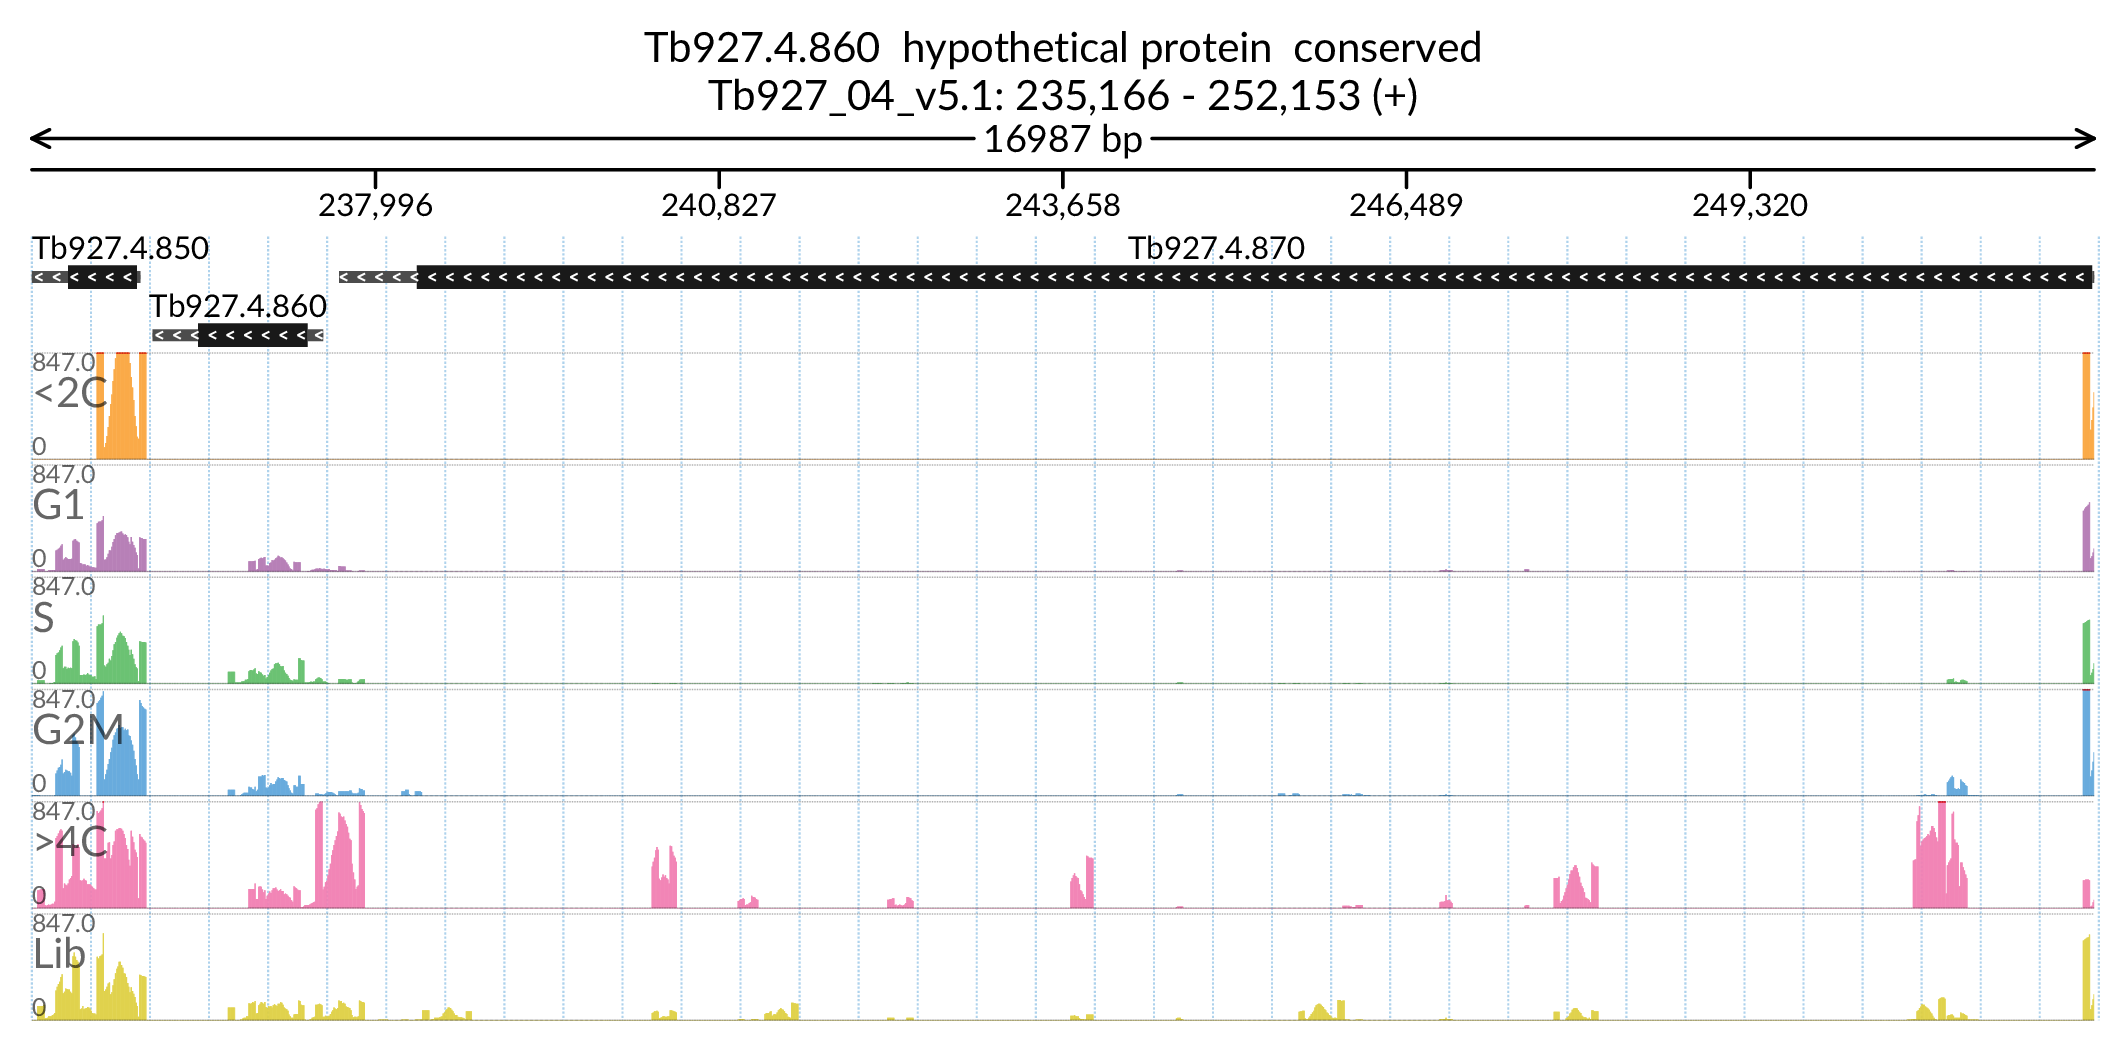 Tb927.4.860  hypothetical protein  conserved
Tb927_04_v5.1: 235,166 - 252,153 (+)
16987 bp
237,996 240,827 243,658 246,489 249,320
Tb927.4.850 Tb927.4.870
Tb927.4.860
847.0
<2C
0
847.0
G1
0
847.0
S
0
847.0
G2M
0
847.0
>4C
0
847.0
Lib
0